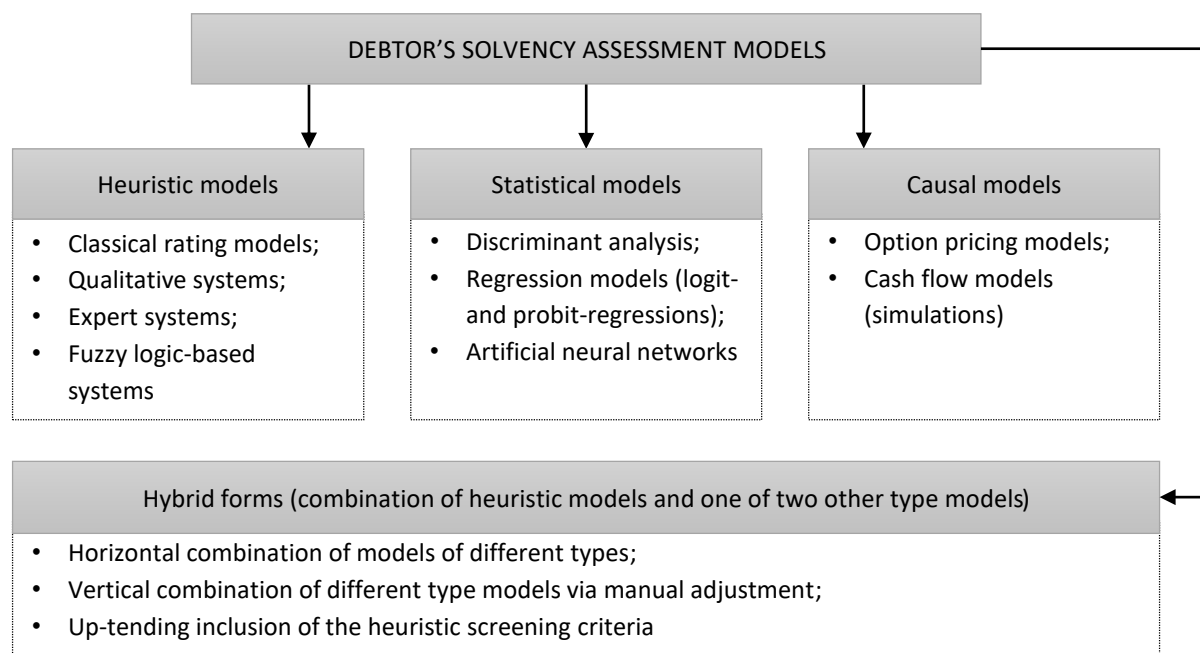 DEBTOR’S SOLVENCY ASSESSMENT MODELS
Heuristic models
• Classical rating models;
• Qualitative systems;
• Expert systems;
• Fuzzy logic-based
systems
Statistical models
• Discriminant analysis;
• Regression models (logit-
and probit-regressions);
• Artificial neural networks
Causal models
• Option pricing models;
• Cash flow models
(simulations)
Hybrid forms (combination of heuristic models and one of two other type models)
• Horizontal combination of models of different types;
• Vertical combination of different type models via manual adjustment;
• Up-tending inclusion of the heuristic screening criteria